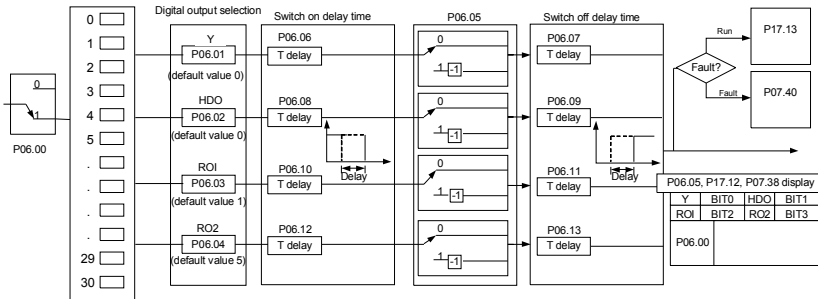 Digital output selection
Switch on delay time
P06.05
Switch off delay time
0
1
P06.00
0
1
2
3
4
5
.
.
.
.
29
30
Y
P06.01
(default value 0)
HDO
P06.02
(default value 0)
ROI
P06.03
(default value 1)
RO2
P06.04
(default value 5)
P06.06
T delay
P06.08
T delay
Delay
P06.10
T delay
P06.12
T delay
0
1 -1
0
1 -1
0
1 -1
0
1 -1
P06.07
T delay
P06.09
T delay
Delay
P06.11
T delay
P06.13
T delay
Fault?
Run
P17.13
Fault
P07.40
P06.05, P17.12, P07.38 display
Y BIT0 HDO BIT1
ROI BIT2 RO2 BIT3
P06.00